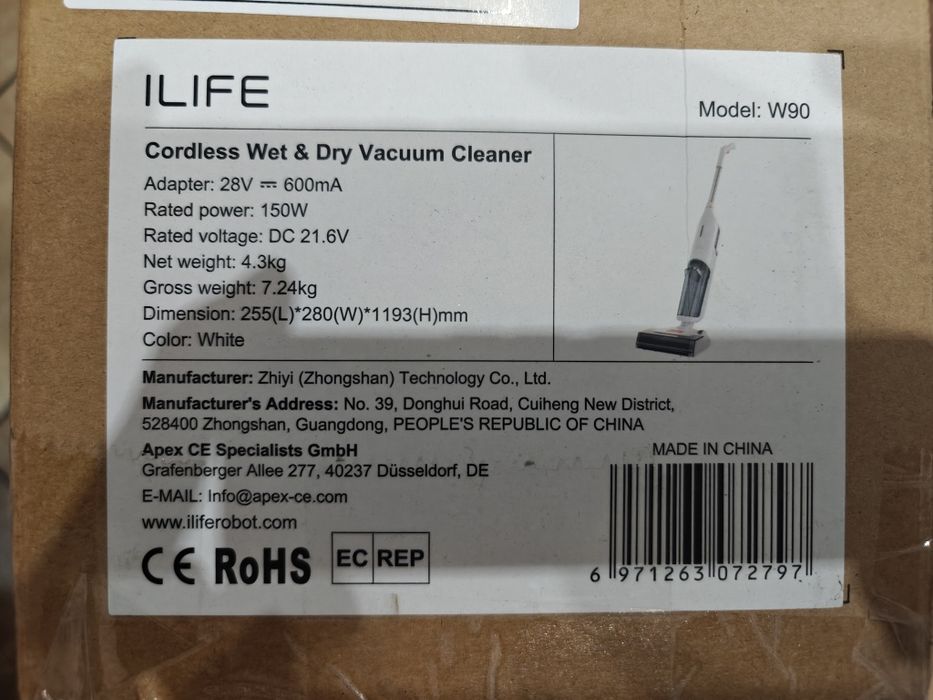 ILIFE
Model: W90
Cordless Wet & Dry Vacuum Cleaner
Adapter: 28V ⎓ 600mA
Rated power: 150W
Rated voltage: DC 21.6V
Net weight: 4.3kg
Gross weight: 7.24kg
Dimension: 255(L)*280(W)*1193(H)mm
Color: White
Manufacturer: Zhiyi (Zhongshan) Technology Co., Ltd.
Manufacturer's Address: No. 39, Donghui Road, Cuiheng New District,
528400 Zhongshan, Guangdong, PEOPLE'S REPUBLIC OF CHINA
Apex CE Specialists GmbH
Grafenberger Allee 277, 40237 Düsseldorf, DE
E-MAIL: Info@apex-ce.com
www.iliferobot.com
CE RoHS EC REP
MADE IN CHINA
6 971263 072797